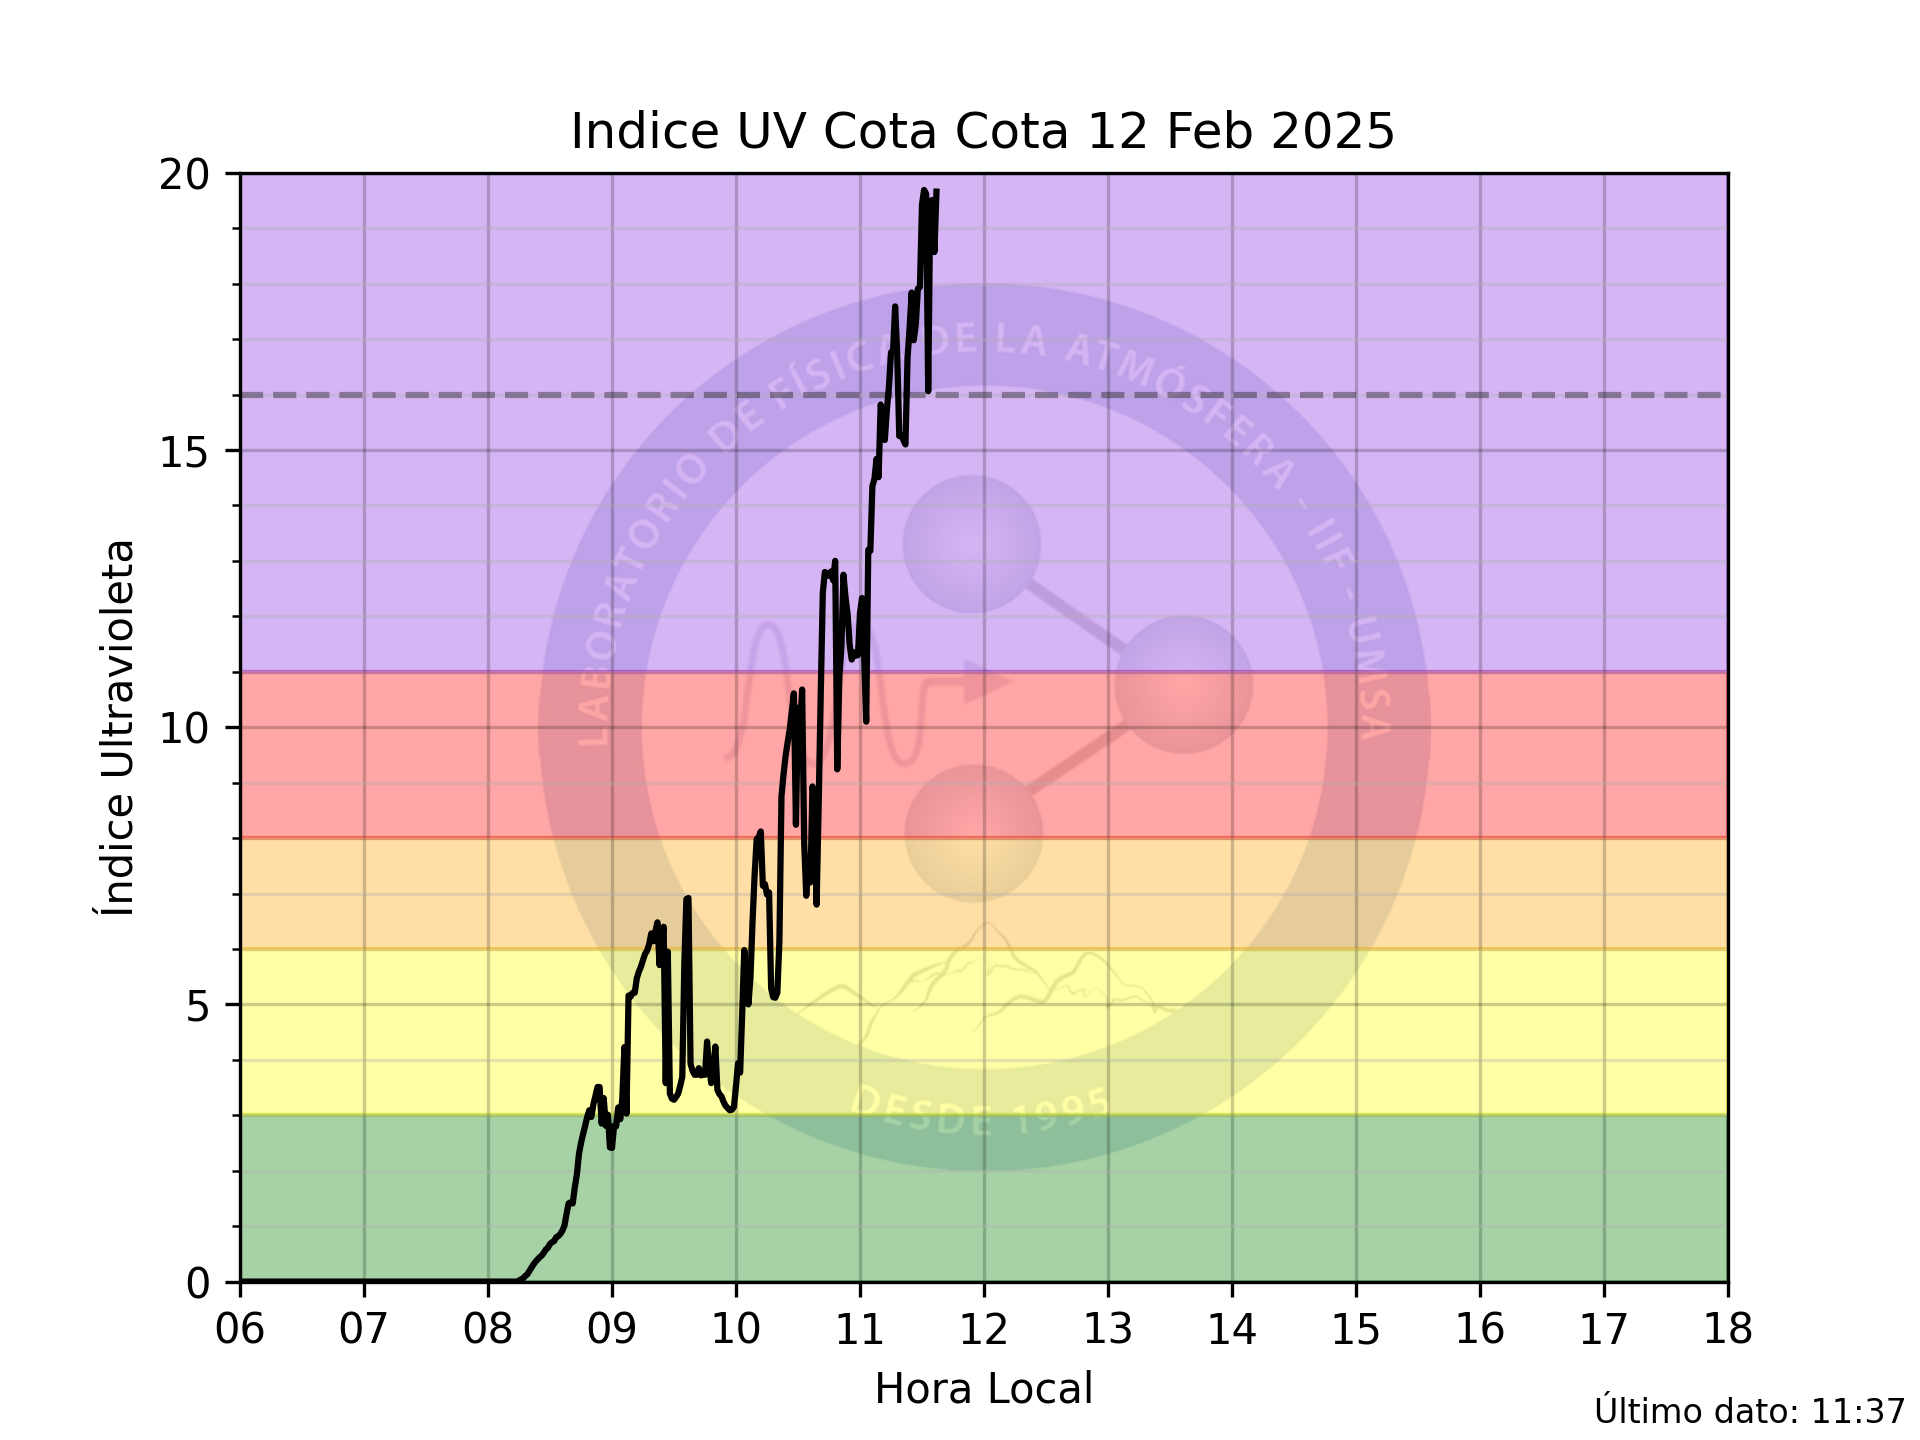 Indice UV Cota Cota 12 Feb 2025
20
15
10
5
0
Índice Ultravioleta
LABORATORIO DE FÍSICA DE LA ATMÓSFERA - IIF - UMSA
DESDE 1995
06 07 08 09 10 11 12 13 14 15 16 17 18
Hora Local
Último dato: 11:37